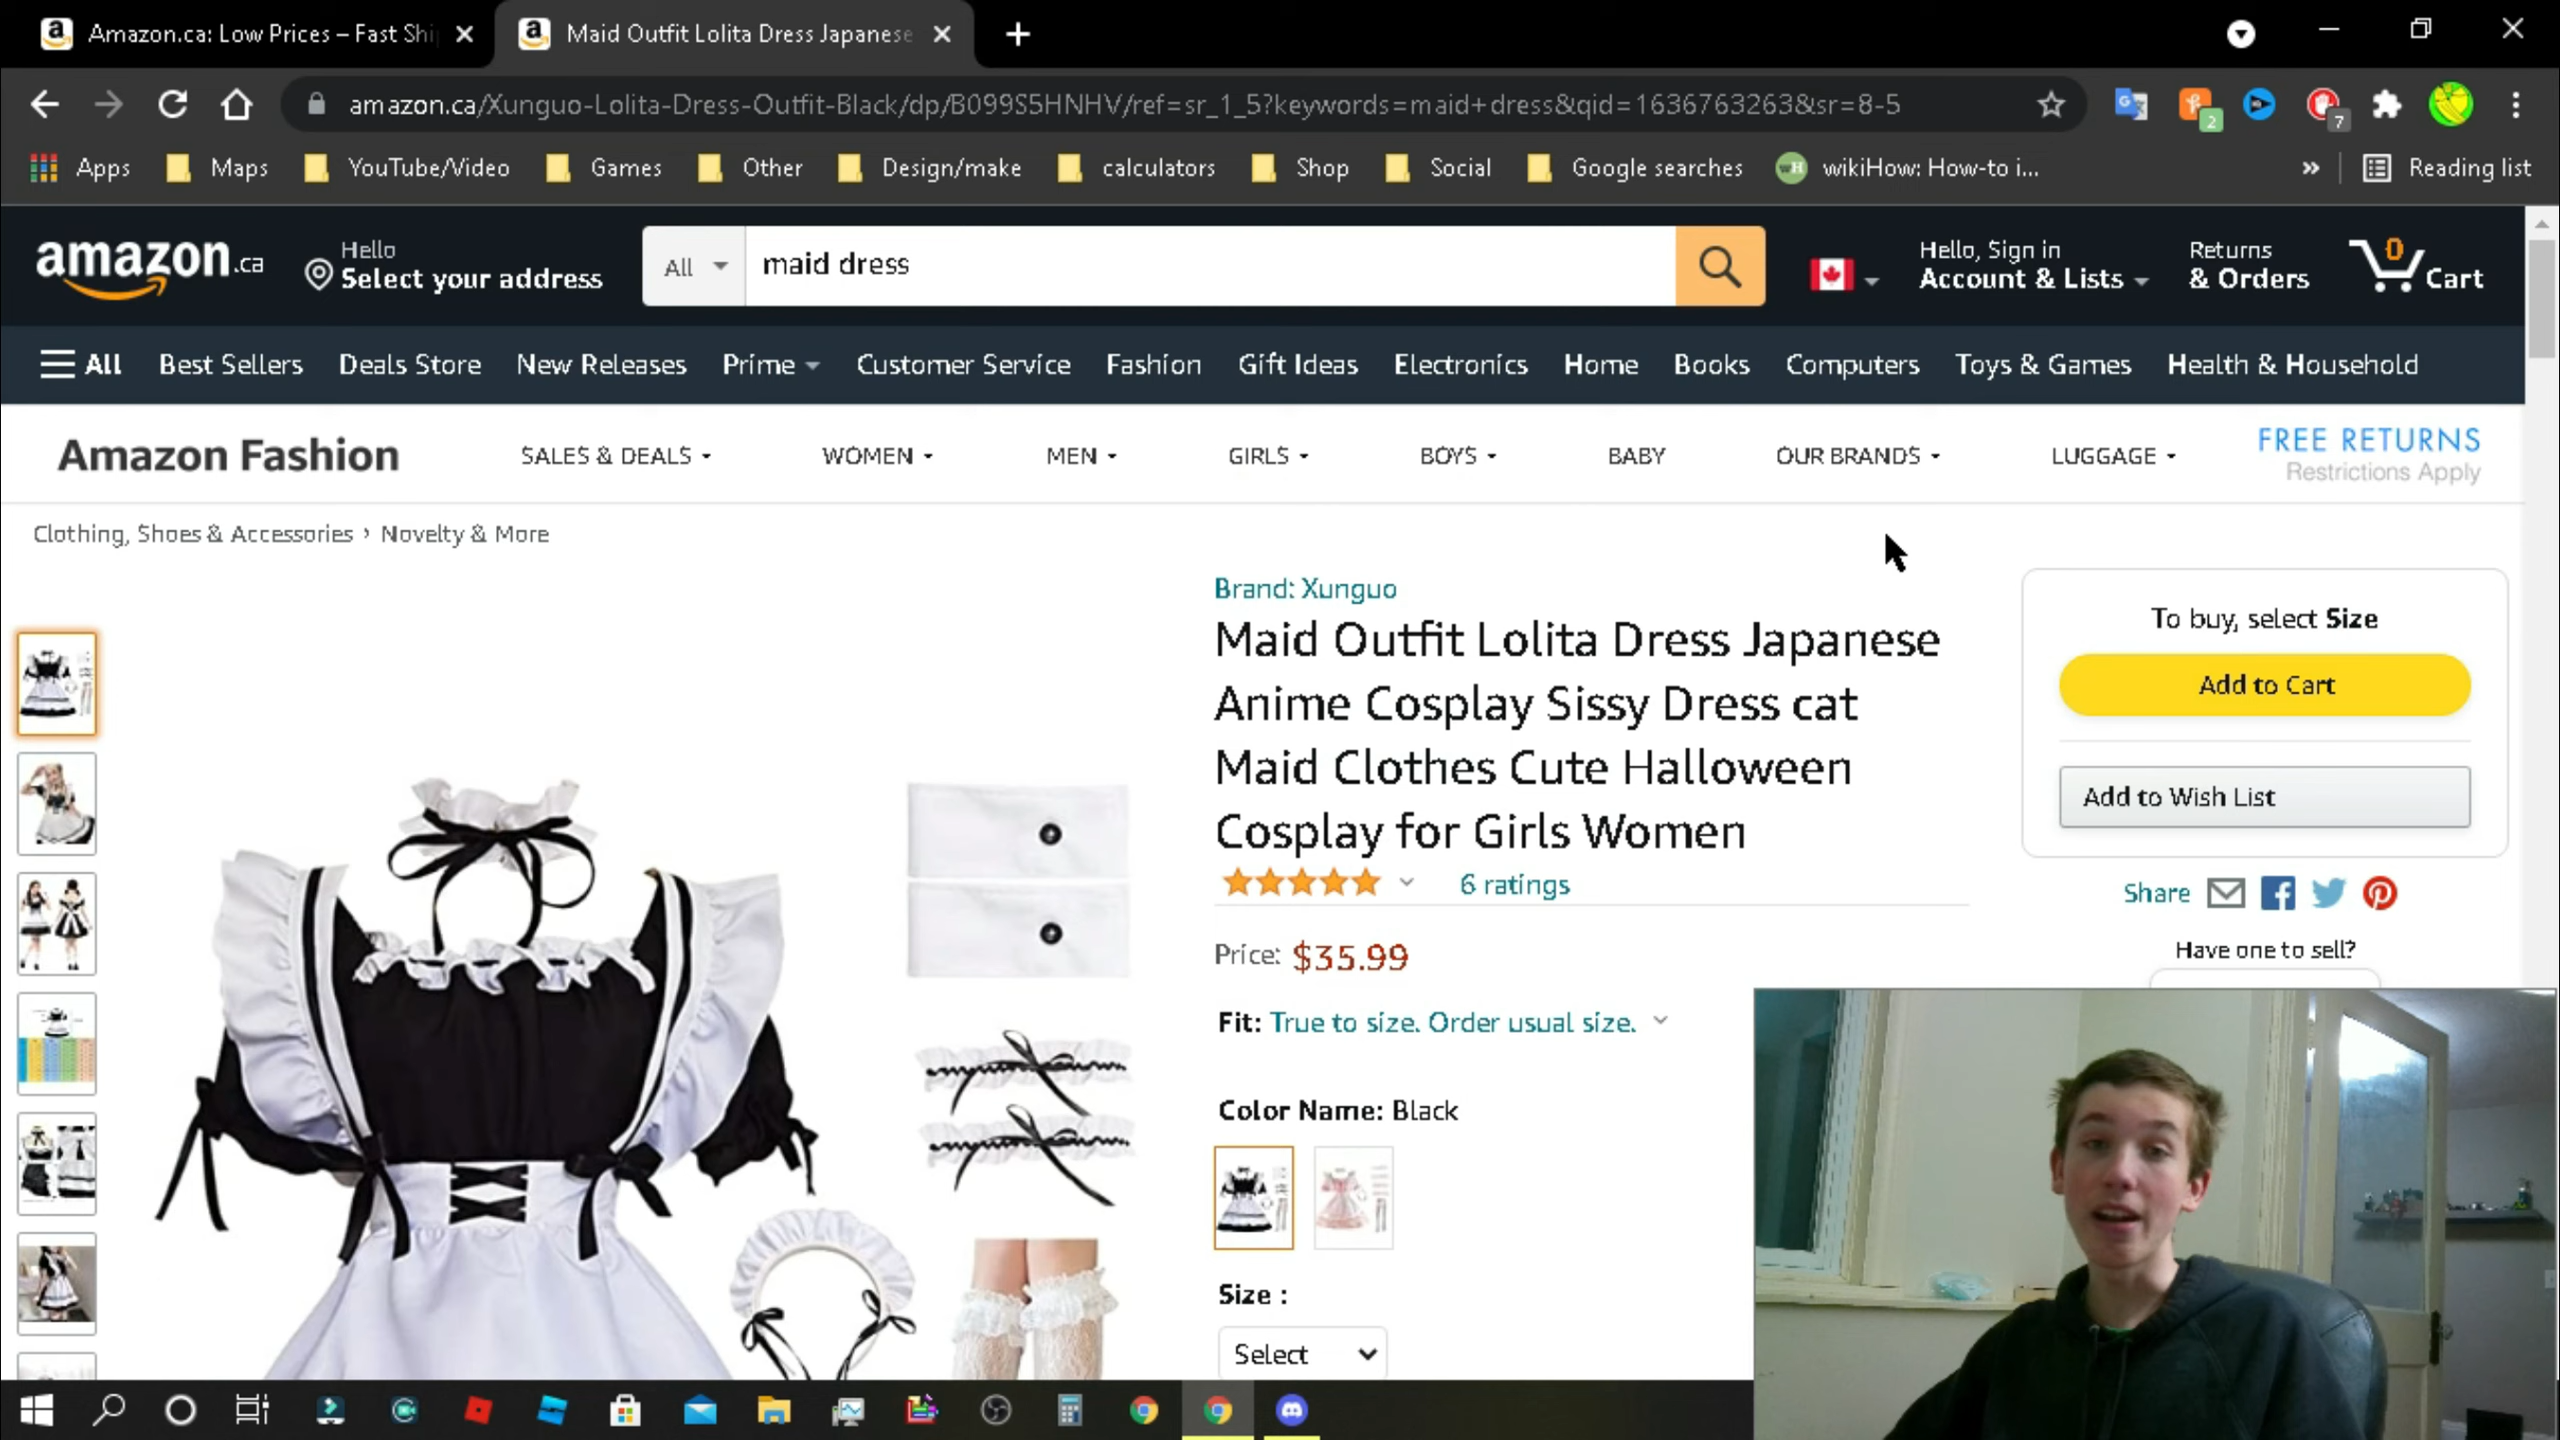 Amazon.ca: Low Prices – Fast Shi
Maid Outfit Lolita Dress Japanese
amazon.ca/Xunguo-Lolita-Dress-Outfit-Black/dp/B099S5HNHV/ref=sr_1_5?keywords=maid+dress&qid=1636763263&sr=8-5
2
7
Apps Maps YouTube/Video Games Other Design/make calculators Shop Social Google searches wikiHow: How-to i... » Reading list
amazon.ca
Hello
Select your address
All
maid dress
Hello, Sign in
Account & Lists
Returns
& Orders
0
Cart
All Best Sellers Deals Store New Releases Prime Customer Service Fashion Gift Ideas Electronics Home Books Computers Toys & Games Health & Household
Amazon Fashion SALES & DEALS WOMEN MEN GIRLS BOYS BABY OUR BRANDS LUGGAGE
FREE RETURNS
Restrictions Apply
Clothing, Shoes & Accessories › Novelty & More
Brand: Xunguo
Maid Outfit Lolita Dress Japanese
Anime Cosplay Sissy Dress cat
Maid Clothes Cute Halloween
Cosplay for Girls Women
6 ratings
Price: $35.99
Fit: True to size. Order usual size.
Color Name: Black
Size :
Select
To buy, select Size
Add to Cart
Add to Wish List
Share
Have one to sell?